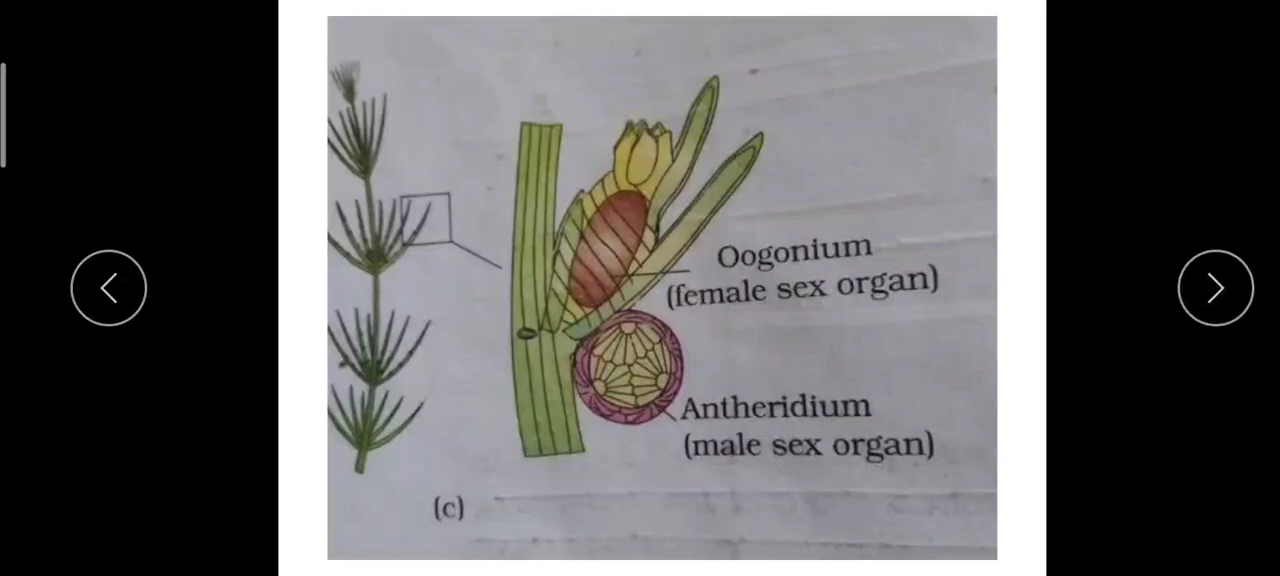 Oogonium
(female sex organ)
Antheridium
(male sex organ)
(c)